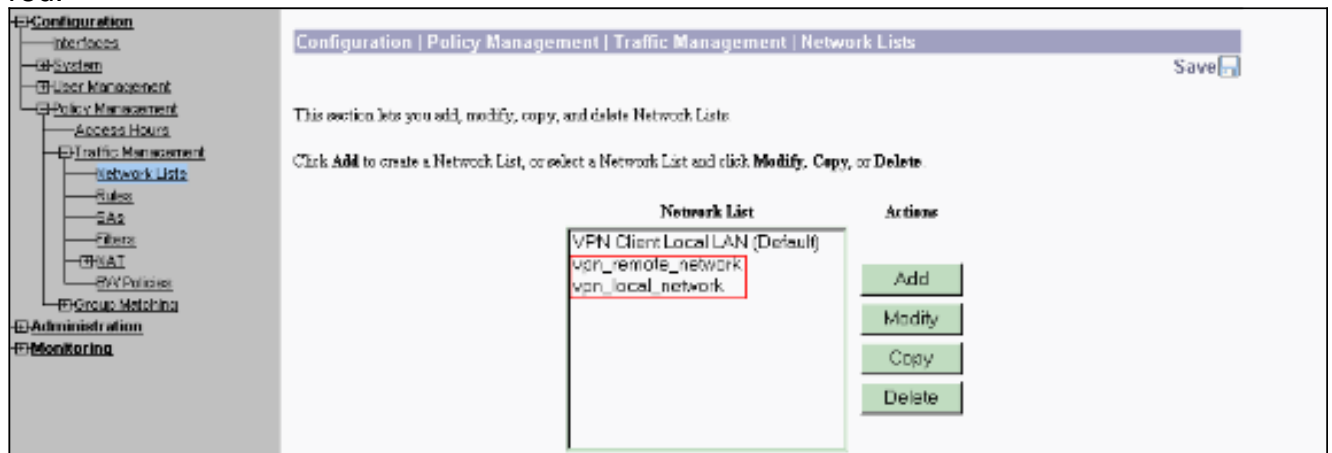 Configuration
Interfaces
System
User Management
Policy Management
Access Hours
Traffic Management
Network Lists
Rules
SAs
Filters
NAT
BW Policies
Group Matching
Administration
Monitoring
Configuration | Policy Management | Traffic Management | Network Lists
Save
This section lets you add, modify, copy, and delete Network Lists.
Click Add to create a Network List, or select a Network List and click Modify, Copy, or Delete.
Network List
Actions
VPN Client Local LAN (Default)
vpn_remote_network
vpn_local_network
Add
Modify
Copy
Delete